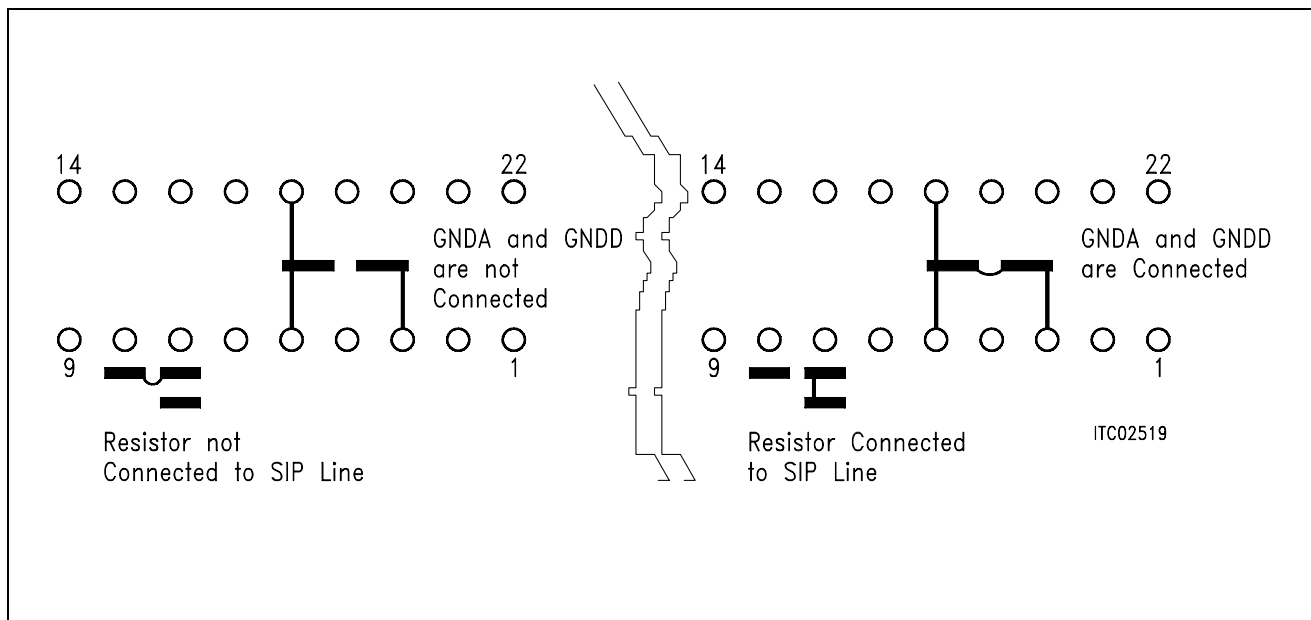 14
22
GNDA and GNDD
are not
Connected
9
1
Resistor not
Connected to SIP Line
14
22
GNDA and GNDD
are Connected
9
1
Resistor Connected
to SIP Line
ITC02519